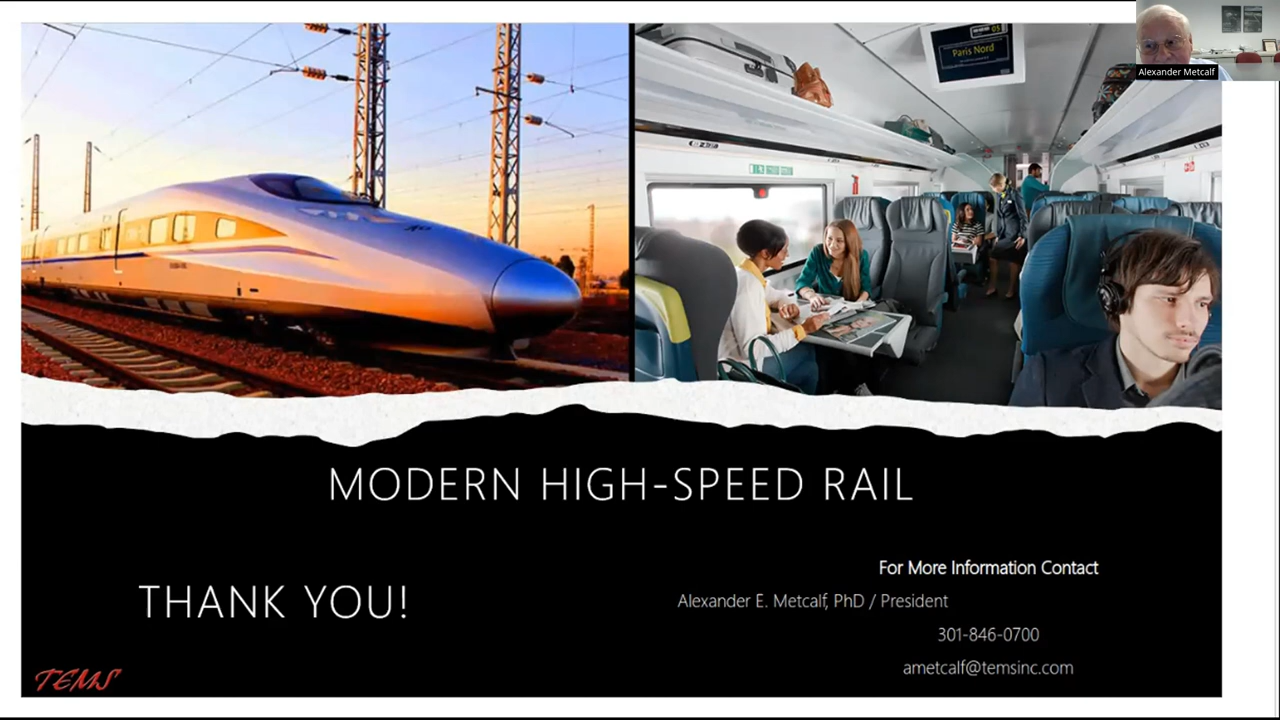 Paris Nord
Alexander Metcalf
MODERN HIGH-SPEED RAIL
THANK YOU!
For More Information Contact
Alexander E. Metcalf, PhD / President
301-846-0700
ametcalf@temsinc.com
TEMS